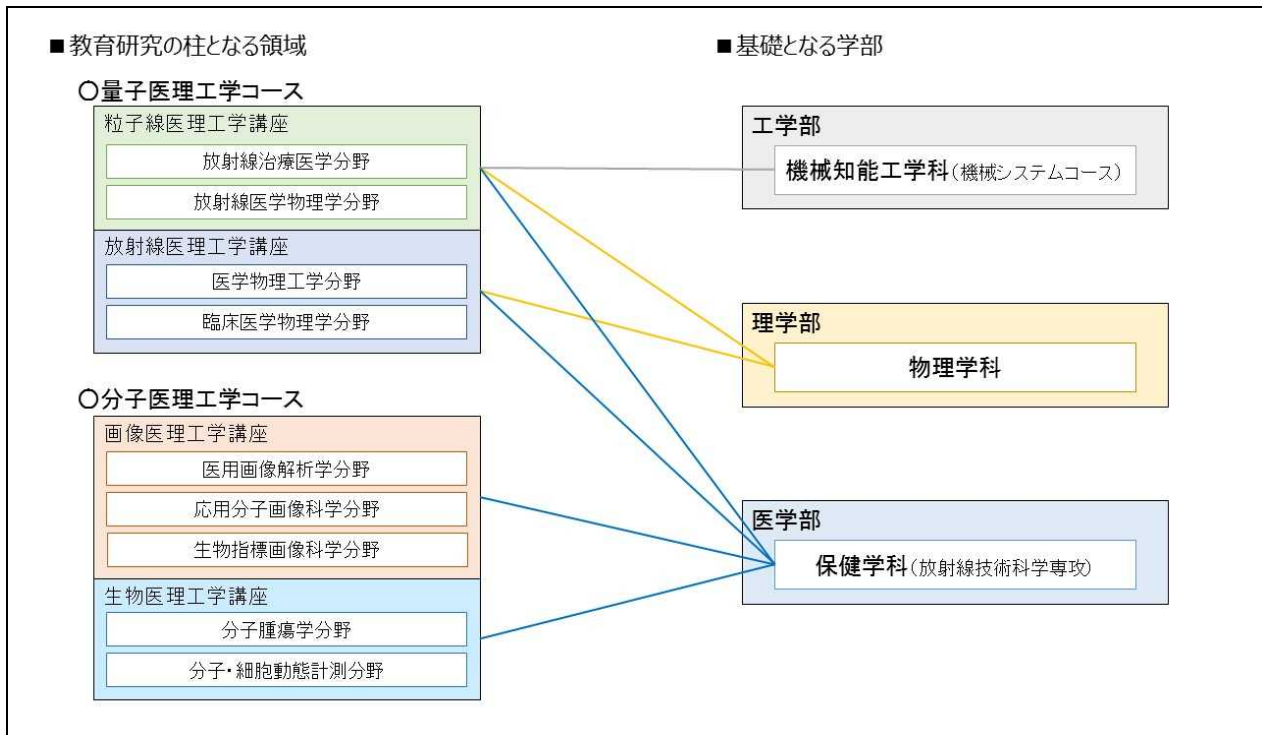 ■教育研究の柱となる領域
〇量子医理工学コース
粒子線医理工学講座
放射線治療医学分野
放射線医学物理学分野
放射線医理工学講座
医学物理工学分野
臨床医学物理学分野
〇分子医理工学コース
画像医理工学講座
医用画像解析学分野
応用分子画像科学分野
生物指標画像科学分野
生物医理工学講座
分子腫瘍学分野
分子・細胞動態計測分野
■基礎となる学部
工学部
機械知能工学科(機械システムコース)
理学部
物理学科
医学部
保健学科(放射線技術科学専攻)